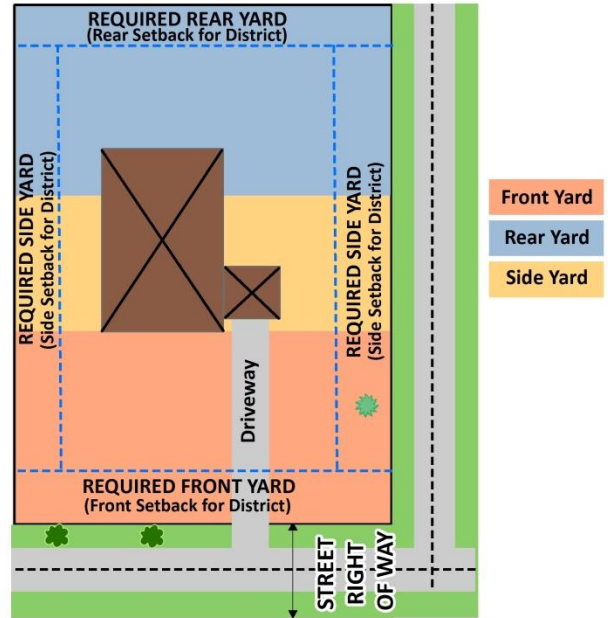 REQUIRED REAR YARD
(Rear Setback for District)
REQUIRED SIDE YARD
(Side Setback for District)
REQUIRED SIDE YARD
(Side Setback for District)
Driveway
REQUIRED FRONT YARD
(Front Setback for District)
STREET
RIGHT
OF WAY
Front Yard
Rear Yard
Side Yard